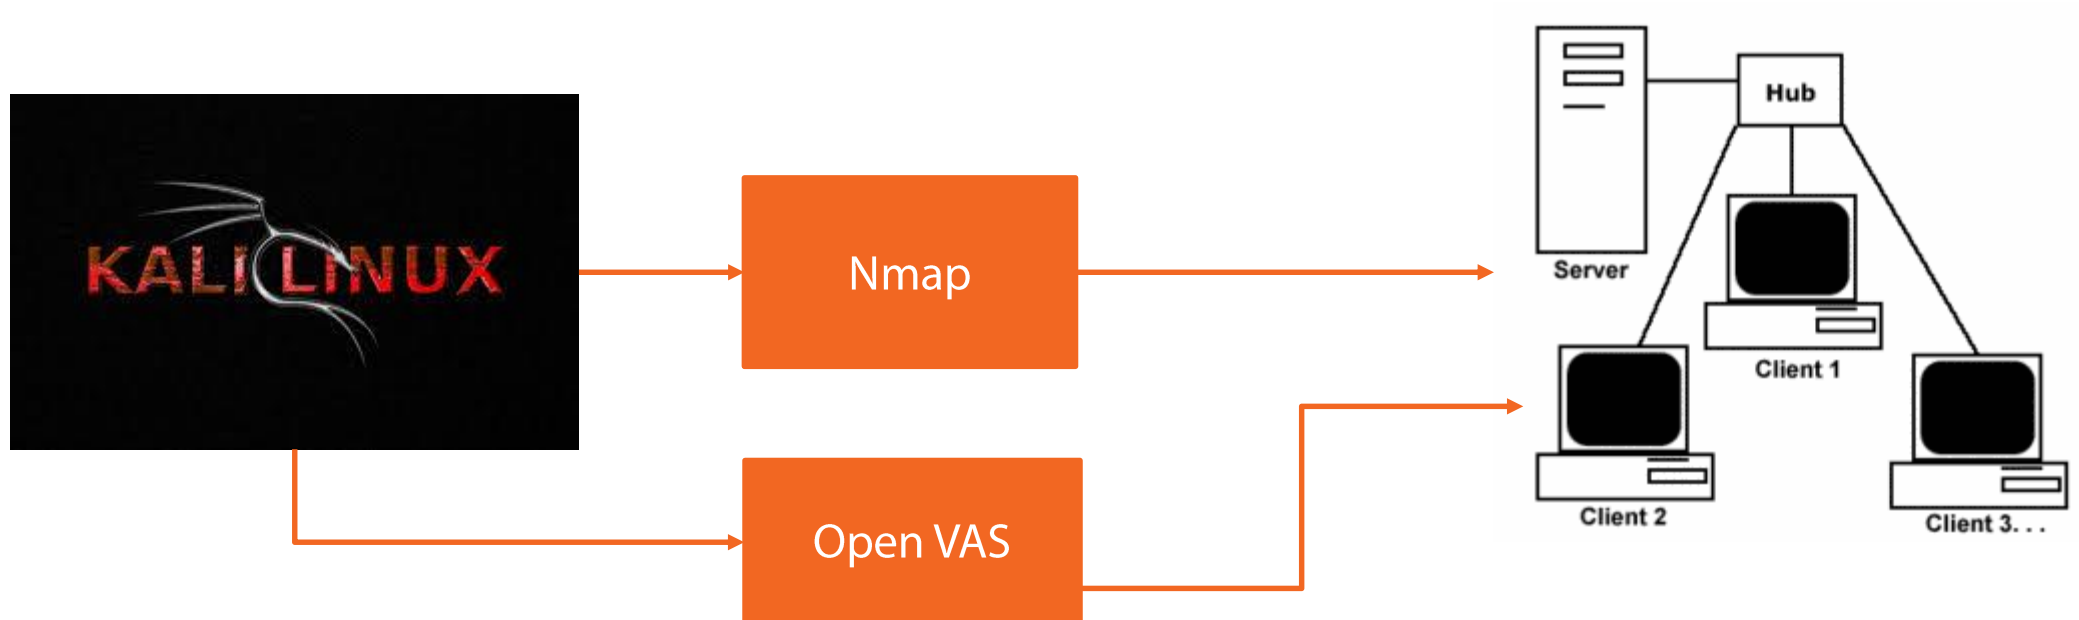 KALI LINUX
Nmap
Open VAS
Hub
Server
Client 1
Client 2
Client 3. . .